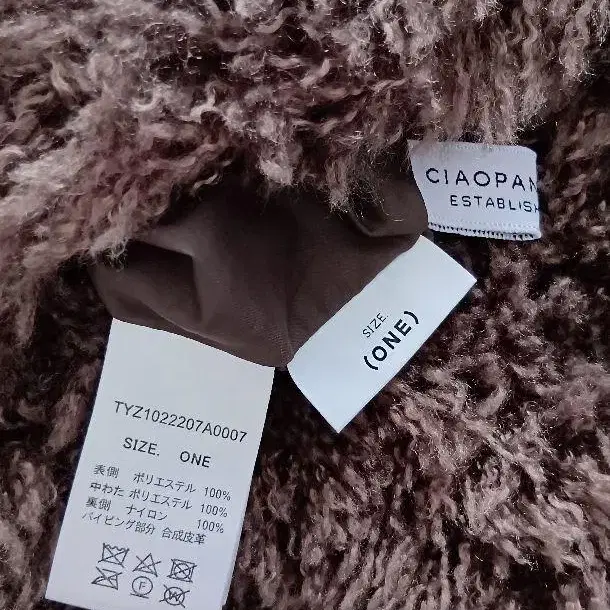 CIAOPAN
ESTABLISH
SIZE.
(ONE)
TYZ1022207A0007
SIZE. ONE
表側 ポリエステル 100%
中わた ポリエステル 100%
裏側 ナイロン 100%
パイピング部分 合成皮革
F
W